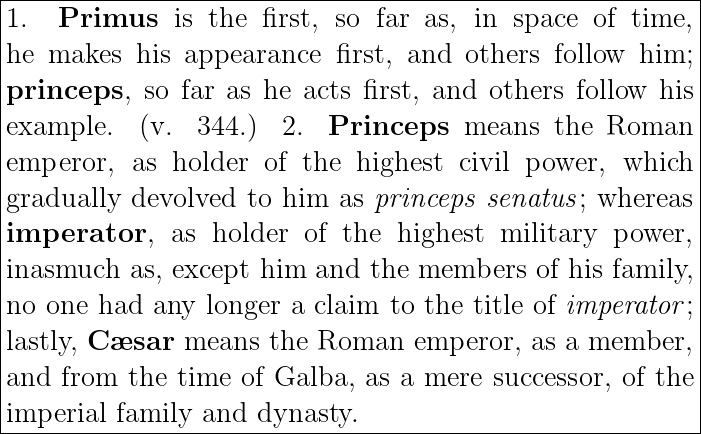 1. Primus is the first, so far as, in space of time,
he makes his appearance first, and others follow him;
princeps, so far as he acts first, and others follow his
example. (v. 344.) 2. Princeps means the Roman
emperor, as holder of the highest civil power, which
gradually devolved to him as princeps senatus; whereas
imperator, as holder of the highest military power,
inasmuch as, except him and the members of his family,
no one had any longer a claim to the title of imperator;
lastly, Cæsar means the Roman emperor, as a member,
and from the time of Galba, as a mere successor, of the
imperial family and dynasty.